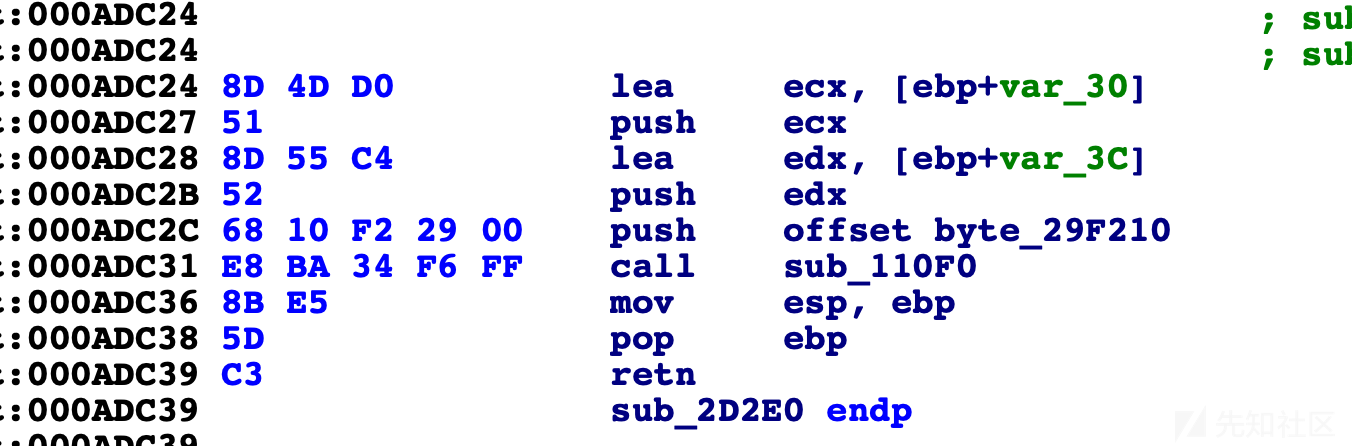 :000ADC24 ; sub
:000ADC24 ; sub
:000ADC24 8D 4D D0 lea ecx, [ebp+var_30]
:000ADC27 51 push ecx
:000ADC28 8D 55 C4 lea edx, [ebp+var_3C]
:000ADC2B 52 push edx
:000ADC2C 68 10 F2 29 00 push offset byte_29F210
:000ADC31 E8 BA 34 F6 FF call sub_110F0
:000ADC36 8B E5 mov esp, ebp
:000ADC38 5D pop ebp
:000ADC39 C3 retn
:000ADC39 sub_2D2E0 endp
:000ADC39
先知社区